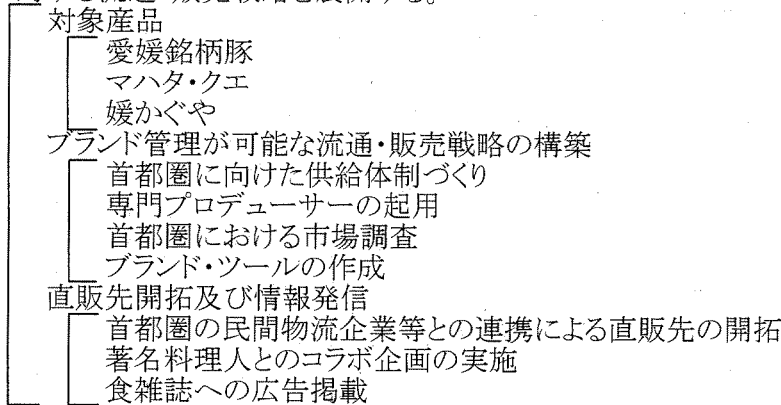 対象産品
愛媛銘柄豚
マハタ・クエ
媛かぐや
ブランド管理が可能な流通・販売戦略の構築
首都圏に向けた供給体制づくり
専門プロデューサーの起用
首都圏における市場調査
ブランド・ツールの作成
直販先開拓及び情報発信
首都圏の民間物流企業等との連携による直販先の開拓
著名料理人とのコラボ企画の実施
食雑誌への広告掲載